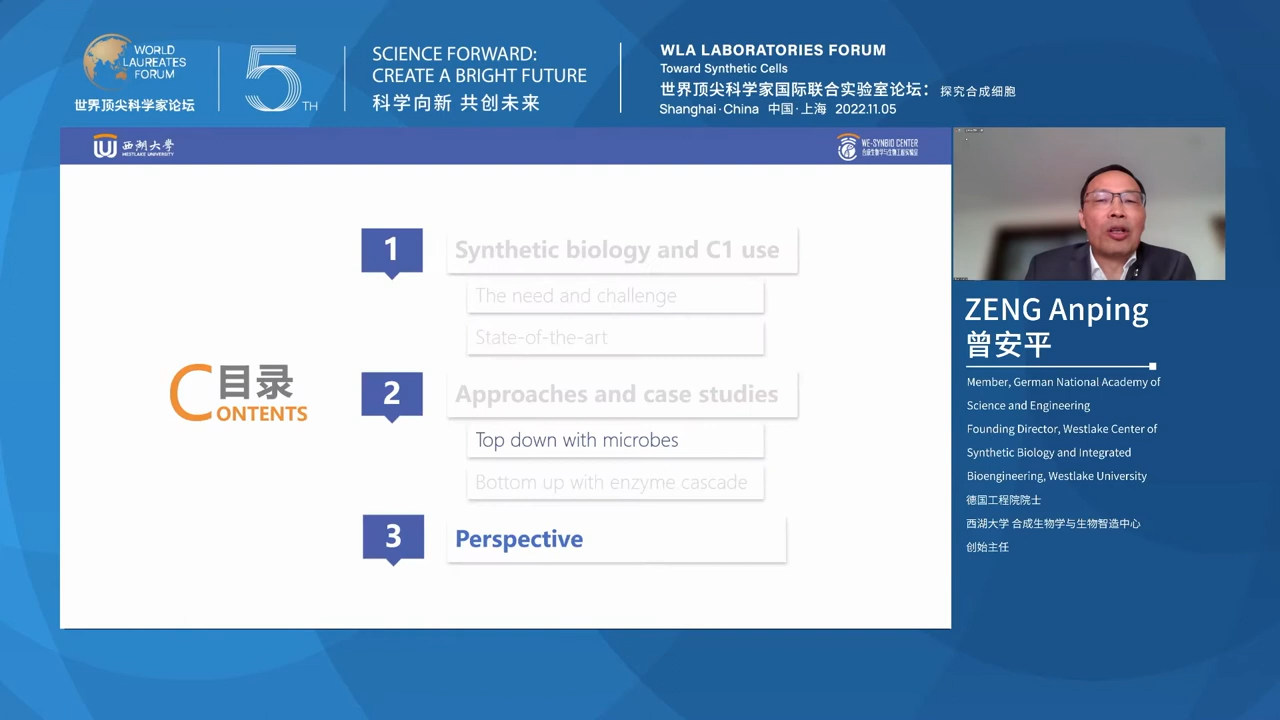 WORLD
LAUREATES
FORUM
世界顶尖科学家论坛
5TH
SCIENCE FORWARD:
CREATE A BRIGHT FUTURE
科学向新 共创未来
WLA LABORATORIES FORUM
Toward Synthetic Cells
世界顶尖科学家国际联合实验室论坛：探究合成细胞
Shanghai·China 中国·上海 2022.11.05
西湖大學
WESTLAKE UNIVERSITY
WE-SYNBIO CENTER
1
Synthetic biology and C1 use
The need and challenge
State-of-the-art
目录
CONTENTS
2
Approaches and case studies
Top down with microbes
Bottom up with enzyme cascade
3
Perspective
ZENG Anping
曾安平
Member, German National Academy of
Science and Engineering
Founding Director, Westlake Center of
Synthetic Biology and Integrated
Bioengineering, Westlake University
德国工程院院士
西湖大学 合成生物学与生物智造中心
创始主任